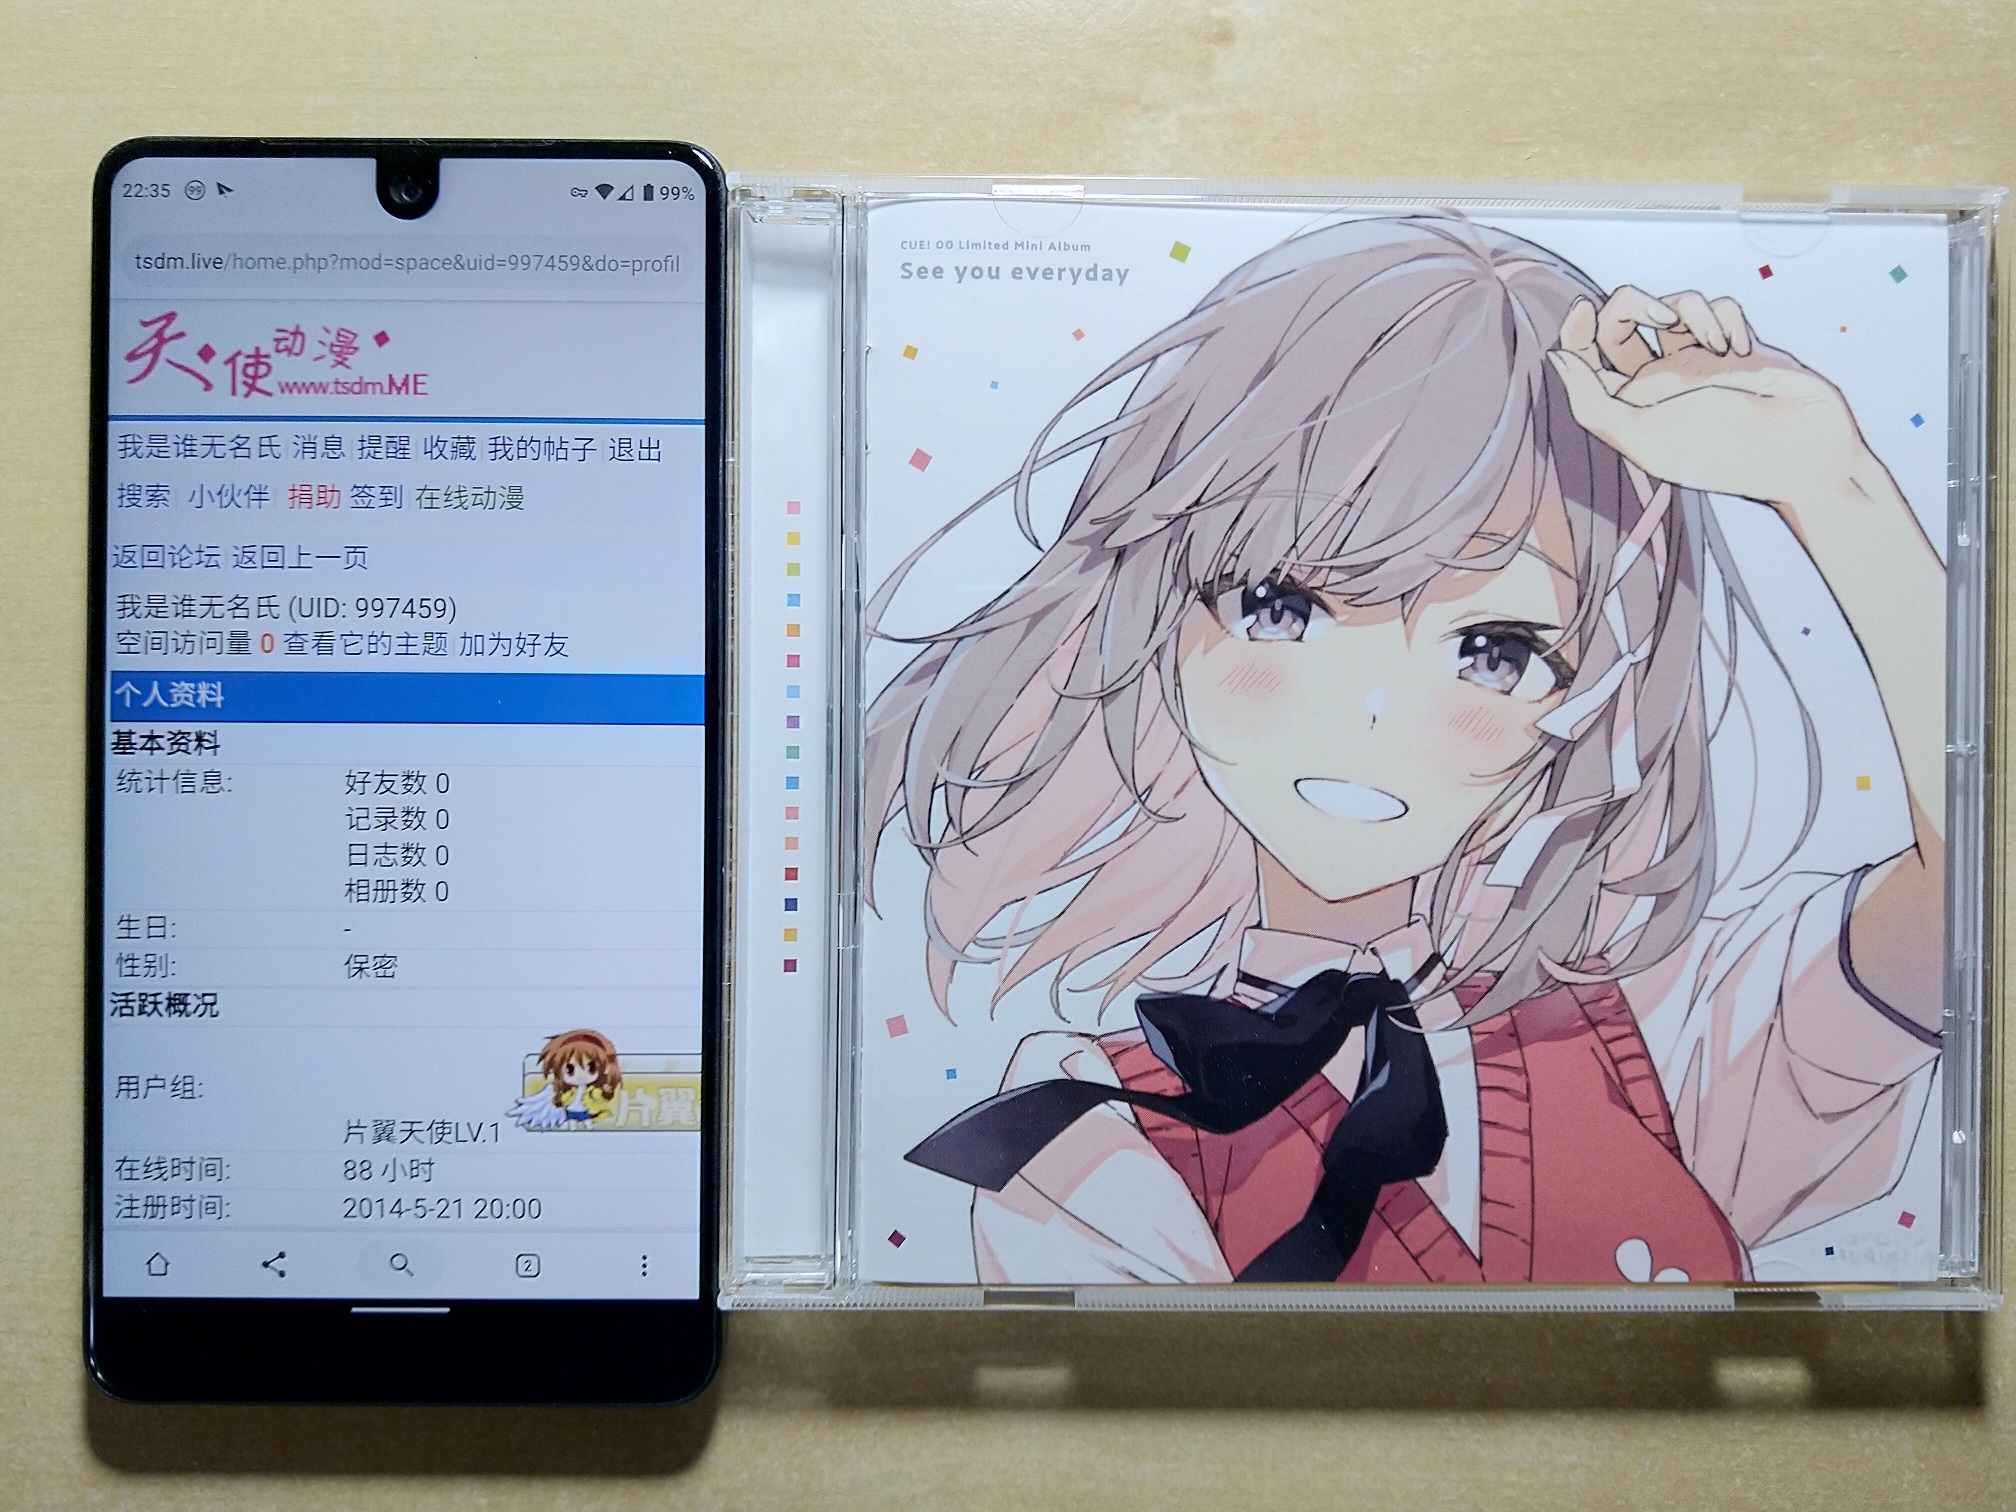 22:35 99 99%
tsdm.live/home.php?mod=space&uid=997459&do=profil
天使动漫
www.tsdm.ME
我是谁无名氏 消息 提醒 收藏 我的帖子 退出
搜索 小伙伴 捐助 签到 在线动漫
返回论坛 返回上一页
我是谁无名氏 (UID: 997459)
空间访问量 0 查看它的主题 加为好友
个人资料
基本资料
统计信息: 好友数 0
记录数 0
日志数 0
相册数 0
生日: -
性别: 保密
活跃概况
用户组: 片翼
片翼天使LV.1
在线时间: 88 小时
注册时间: 2014-5-21 20:00
2
CUE! 00 Limited Mini Album
See you everyday